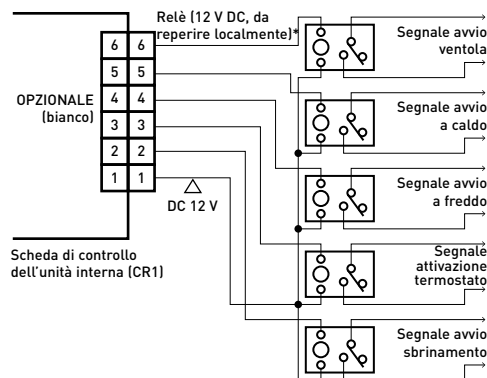 Relè (12 V DC, da
reperire localmente)*
Segnale avvio
ventola
6 6
5 5
OPZIONALE
(bianco)
4 4
3 3
2 2
1 1
DC 12 V
Segnale avvio
a caldo
Segnale avvio
a freddo
Scheda di controllo
dell'unità interna (CR1)
Segnale
attivazione
termostato
Segnale avvio
sbrinamento